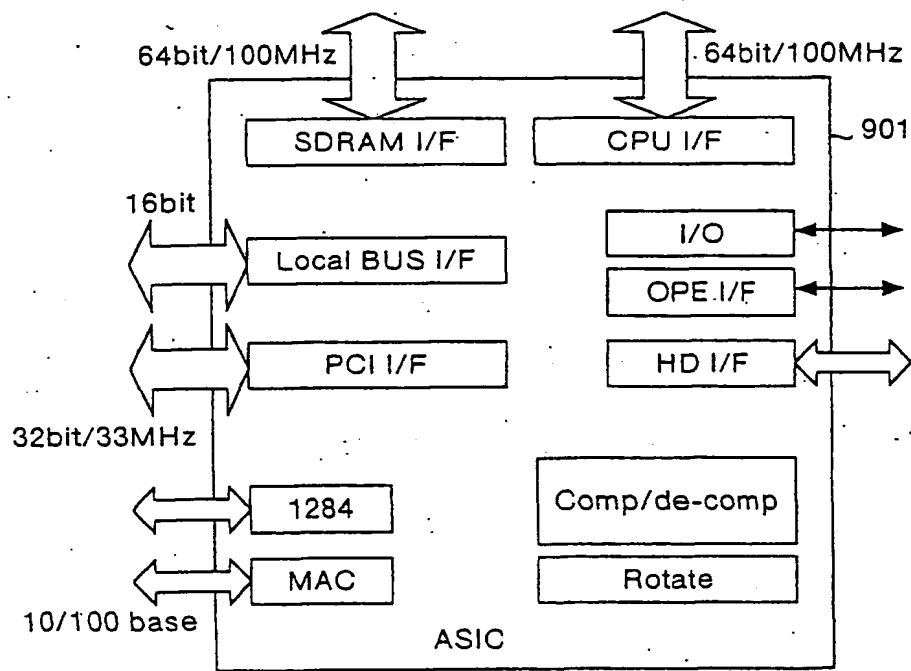 64bit/100MHz
64bit/100MHz
SDRAM I/F
CPU I/F
901
16bit
I/O
Local BUS I/F
OPE.I/F
PCI I/F
HD I/F
32bit/33MHz
1284
Comp/de-comp
MAC
Rotate
10/100 base
ASIC